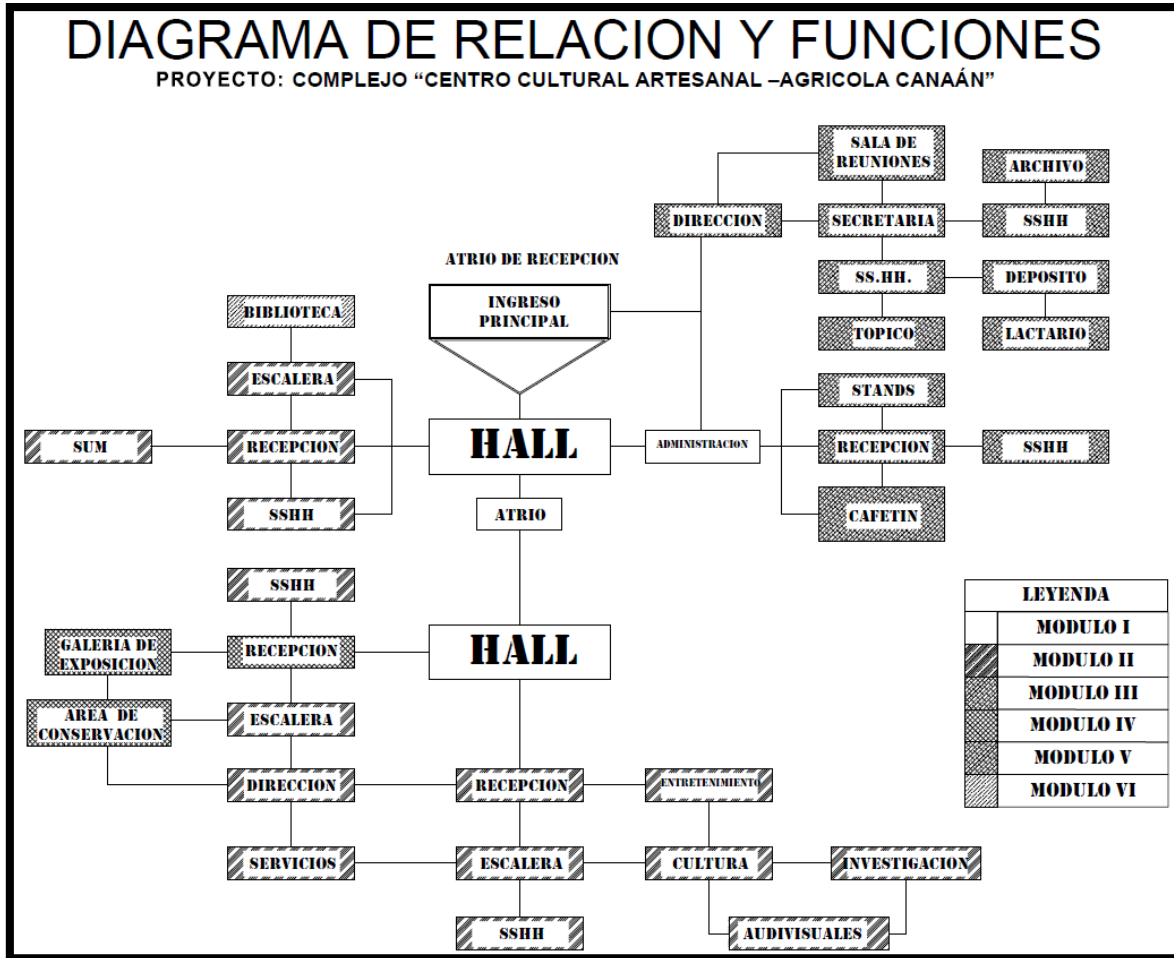 DIAGRAMA DE RELACION Y FUNCIONES
PROYECTO: COMPLEJO “CENTRO CULTURAL ARTESANAL –AGRICOLA CANAÁN”
SALA DE
REUNIONES
ARCHIVO
DIRECCION
SECRETARIA
SSHH
ATRIO DE RECEPCION
SS.HH.
DEPOSITO
INGRESO
PRINCIPAL
BIBLIOTECA
TOPICO
LACTARIO
ESCALERA
STANDS
SUM
RECEPCION
HALL
ADMINISTRACION
RECEPCION
SSHH
SSHH
ATRIO
CAFETIN
SSHH
GALERIA DE
EXPOSICION
RECEPCION
HALL
AREA DE
CONSERVACION
ESCALERA
DIRECCION
RECEPCION
ENTRETENIMIENTO
SERVICIOS
ESCALERA
CULTURA
INVESTIGACION
SSHH
AUDIVISUALES
LEYENDA
MODULO I
MODULO II
MODULO III
MODULO IV
MODULO V
MODULO VI